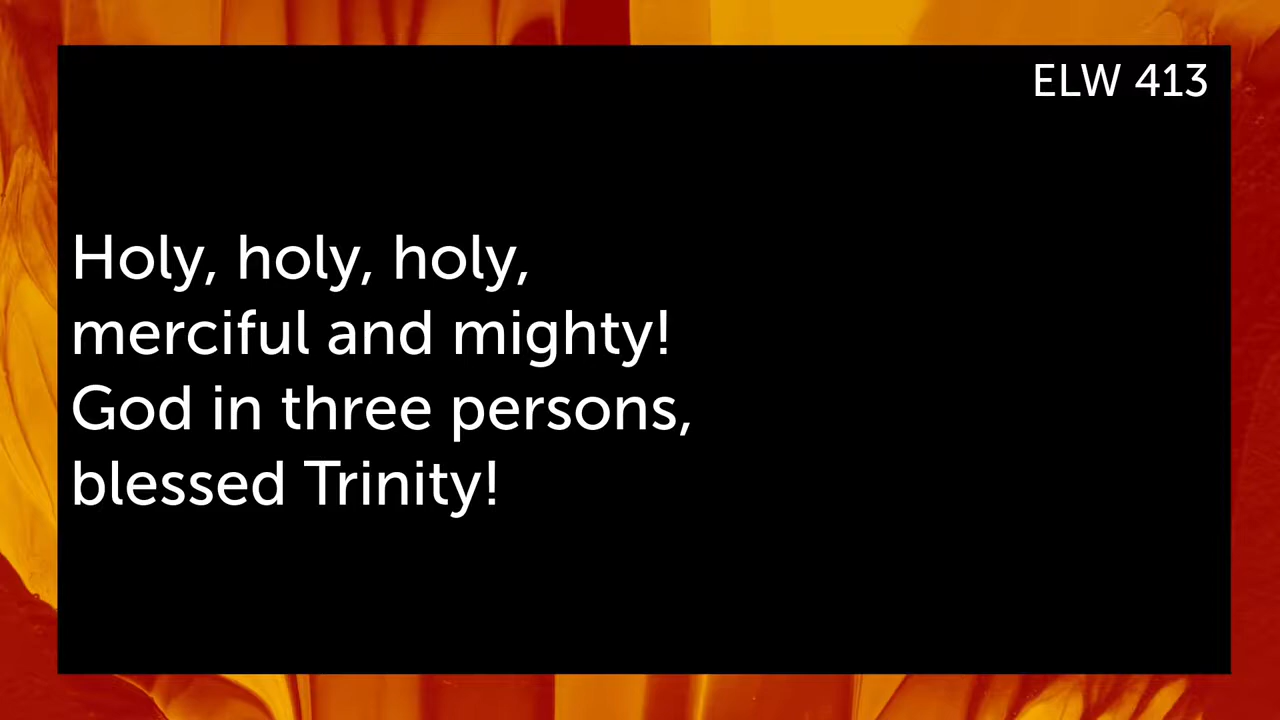 ELW 413
Holy, holy, holy,
merciful and mighty!
God in three persons,
blessed Trinity!